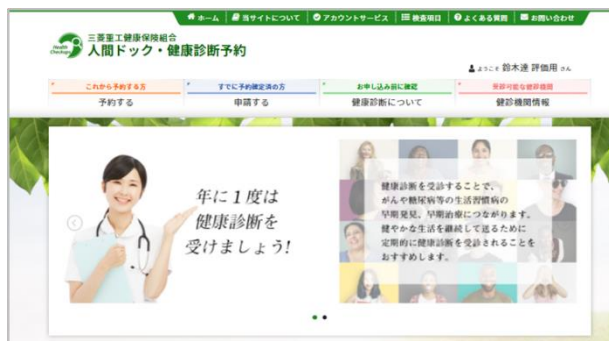 ホーム 当サイトについて アカウントサービス 検査項目 よくある質問 お問い合わせ
Health Checkups
三菱重工健康保険組合
人間ドック・健康診断予約
ようこそ 鈴木達 評価用 さん
これから予約する方 すでに予約確定済の方 お申し込み前に確認 受診可能な健診機関
予約する 申請する 健康診断について 健診機関情報
年に1度は
健康診断を
受けましょう!
健康診断を受診することで、
がんや糖尿病等の生活習慣病の
早期発見、早期治療につながります。
健やかな生活を継続して送るために
定期的に健康診断を受診されることを
おすすめします。